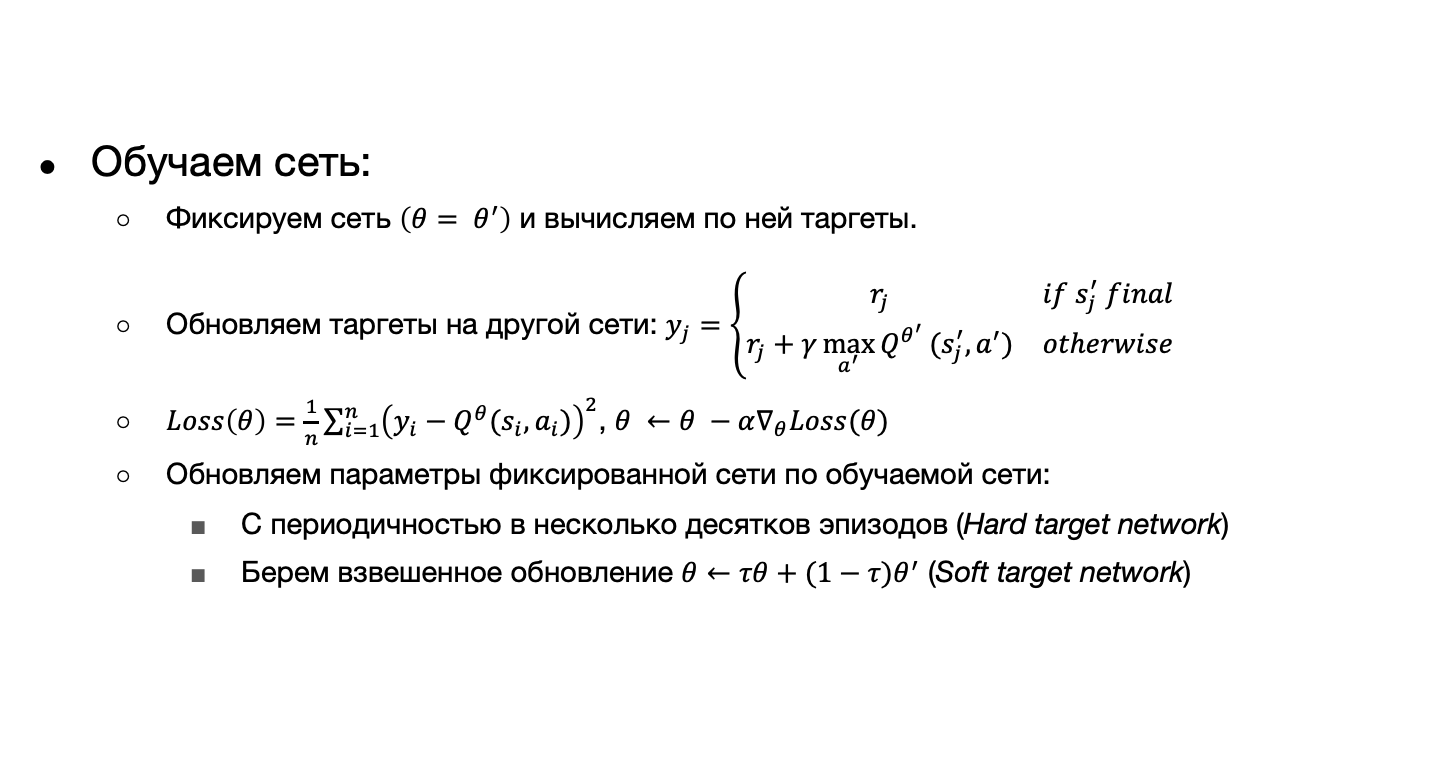 ● Обучаем сеть:
○ Фиксируем сеть (θ = θ′) и вычисляем по ней таргеты.
○ Обновляем таргеты на другой сети: y_j = { r_j if s′_j final
r_j + γ max_{a′} Q^{θ′} (s′_j, a′) otherwise
○ Loss(θ) = 1/n ∑_{i=1}^{n} (y_i − Q^θ(s_i, a_i))², θ ← θ − α∇_θ Loss(θ)
○ Обновляем параметры фиксированной сети по обучаемой сети:
■ С периодичностью в несколько десятков эпизодов (Hard target network)
■ Берем взвешенное обновление θ ← τθ + (1 − τ)θ′ (Soft target network)